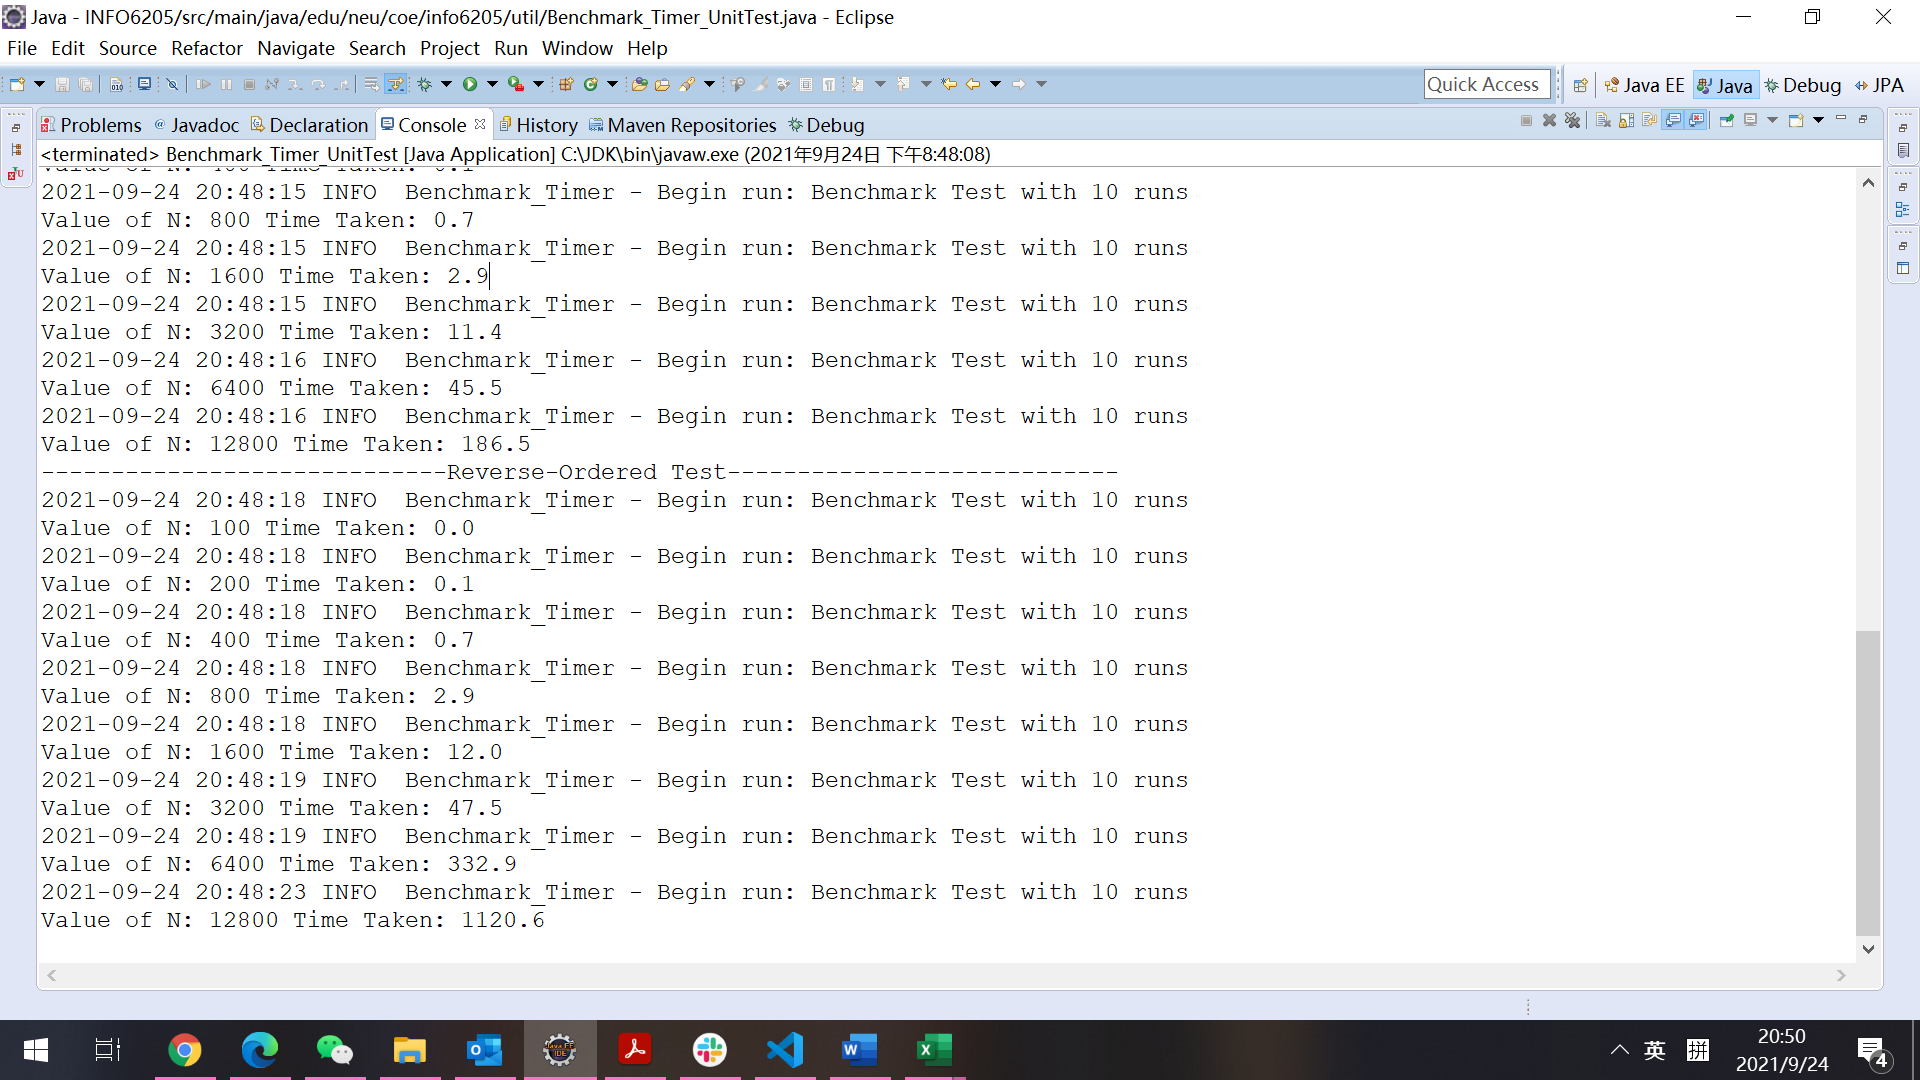 Java - INFO6205/src/main/java/edu/neu/coe/info6205/util/Benchmark_Timer_UnitTest.java - Eclipse
File Edit Source Refactor Navigate Search Project Run Window Help
Quick Access Java EE Java Debug JPA
Problems @ Javadoc Declaration Console History Maven Repositories Debug
<terminated> Benchmark_Timer_UnitTest [Java Application] C:\JDK\bin\javaw.exe (2021年9月24日 下午8:48:08)
Value of N: 400 Time Taken: 0.1
2021-09-24 20:48:15 INFO  Benchmark_Timer - Begin run: Benchmark Test with 10 runs
Value of N: 800 Time Taken: 0.7
2021-09-24 20:48:15 INFO  Benchmark_Timer - Begin run: Benchmark Test with 10 runs
Value of N: 1600 Time Taken: 2.9
2021-09-24 20:48:15 INFO  Benchmark_Timer - Begin run: Benchmark Test with 10 runs
Value of N: 3200 Time Taken: 11.4
2021-09-24 20:48:16 INFO  Benchmark_Timer - Begin run: Benchmark Test with 10 runs
Value of N: 6400 Time Taken: 45.5
2021-09-24 20:48:16 INFO  Benchmark_Timer - Begin run: Benchmark Test with 10 runs
Value of N: 12800 Time Taken: 186.5
-----------------------------Reverse-Ordered Test----------------------------
2021-09-24 20:48:18 INFO  Benchmark_Timer - Begin run: Benchmark Test with 10 runs
Value of N: 100 Time Taken: 0.0
2021-09-24 20:48:18 INFO  Benchmark_Timer - Begin run: Benchmark Test with 10 runs
Value of N: 200 Time Taken: 0.1
2021-09-24 20:48:18 INFO  Benchmark_Timer - Begin run: Benchmark Test with 10 runs
Value of N: 400 Time Taken: 0.7
2021-09-24 20:48:18 INFO  Benchmark_Timer - Begin run: Benchmark Test with 10 runs
Value of N: 800 Time Taken: 2.9
2021-09-24 20:48:18 INFO  Benchmark_Timer - Begin run: Benchmark Test with 10 runs
Value of N: 1600 Time Taken: 12.0
2021-09-24 20:48:19 INFO  Benchmark_Timer - Begin run: Benchmark Test with 10 runs
Value of N: 3200 Time Taken: 47.5
2021-09-24 20:48:19 INFO  Benchmark_Timer - Begin run: Benchmark Test with 10 runs
Value of N: 6400 Time Taken: 332.9
2021-09-24 20:48:23 INFO  Benchmark_Timer - Begin run: Benchmark Test with 10 runs
Value of N: 12800 Time Taken: 1120.6
英 拼 20:50
2021/9/24
4